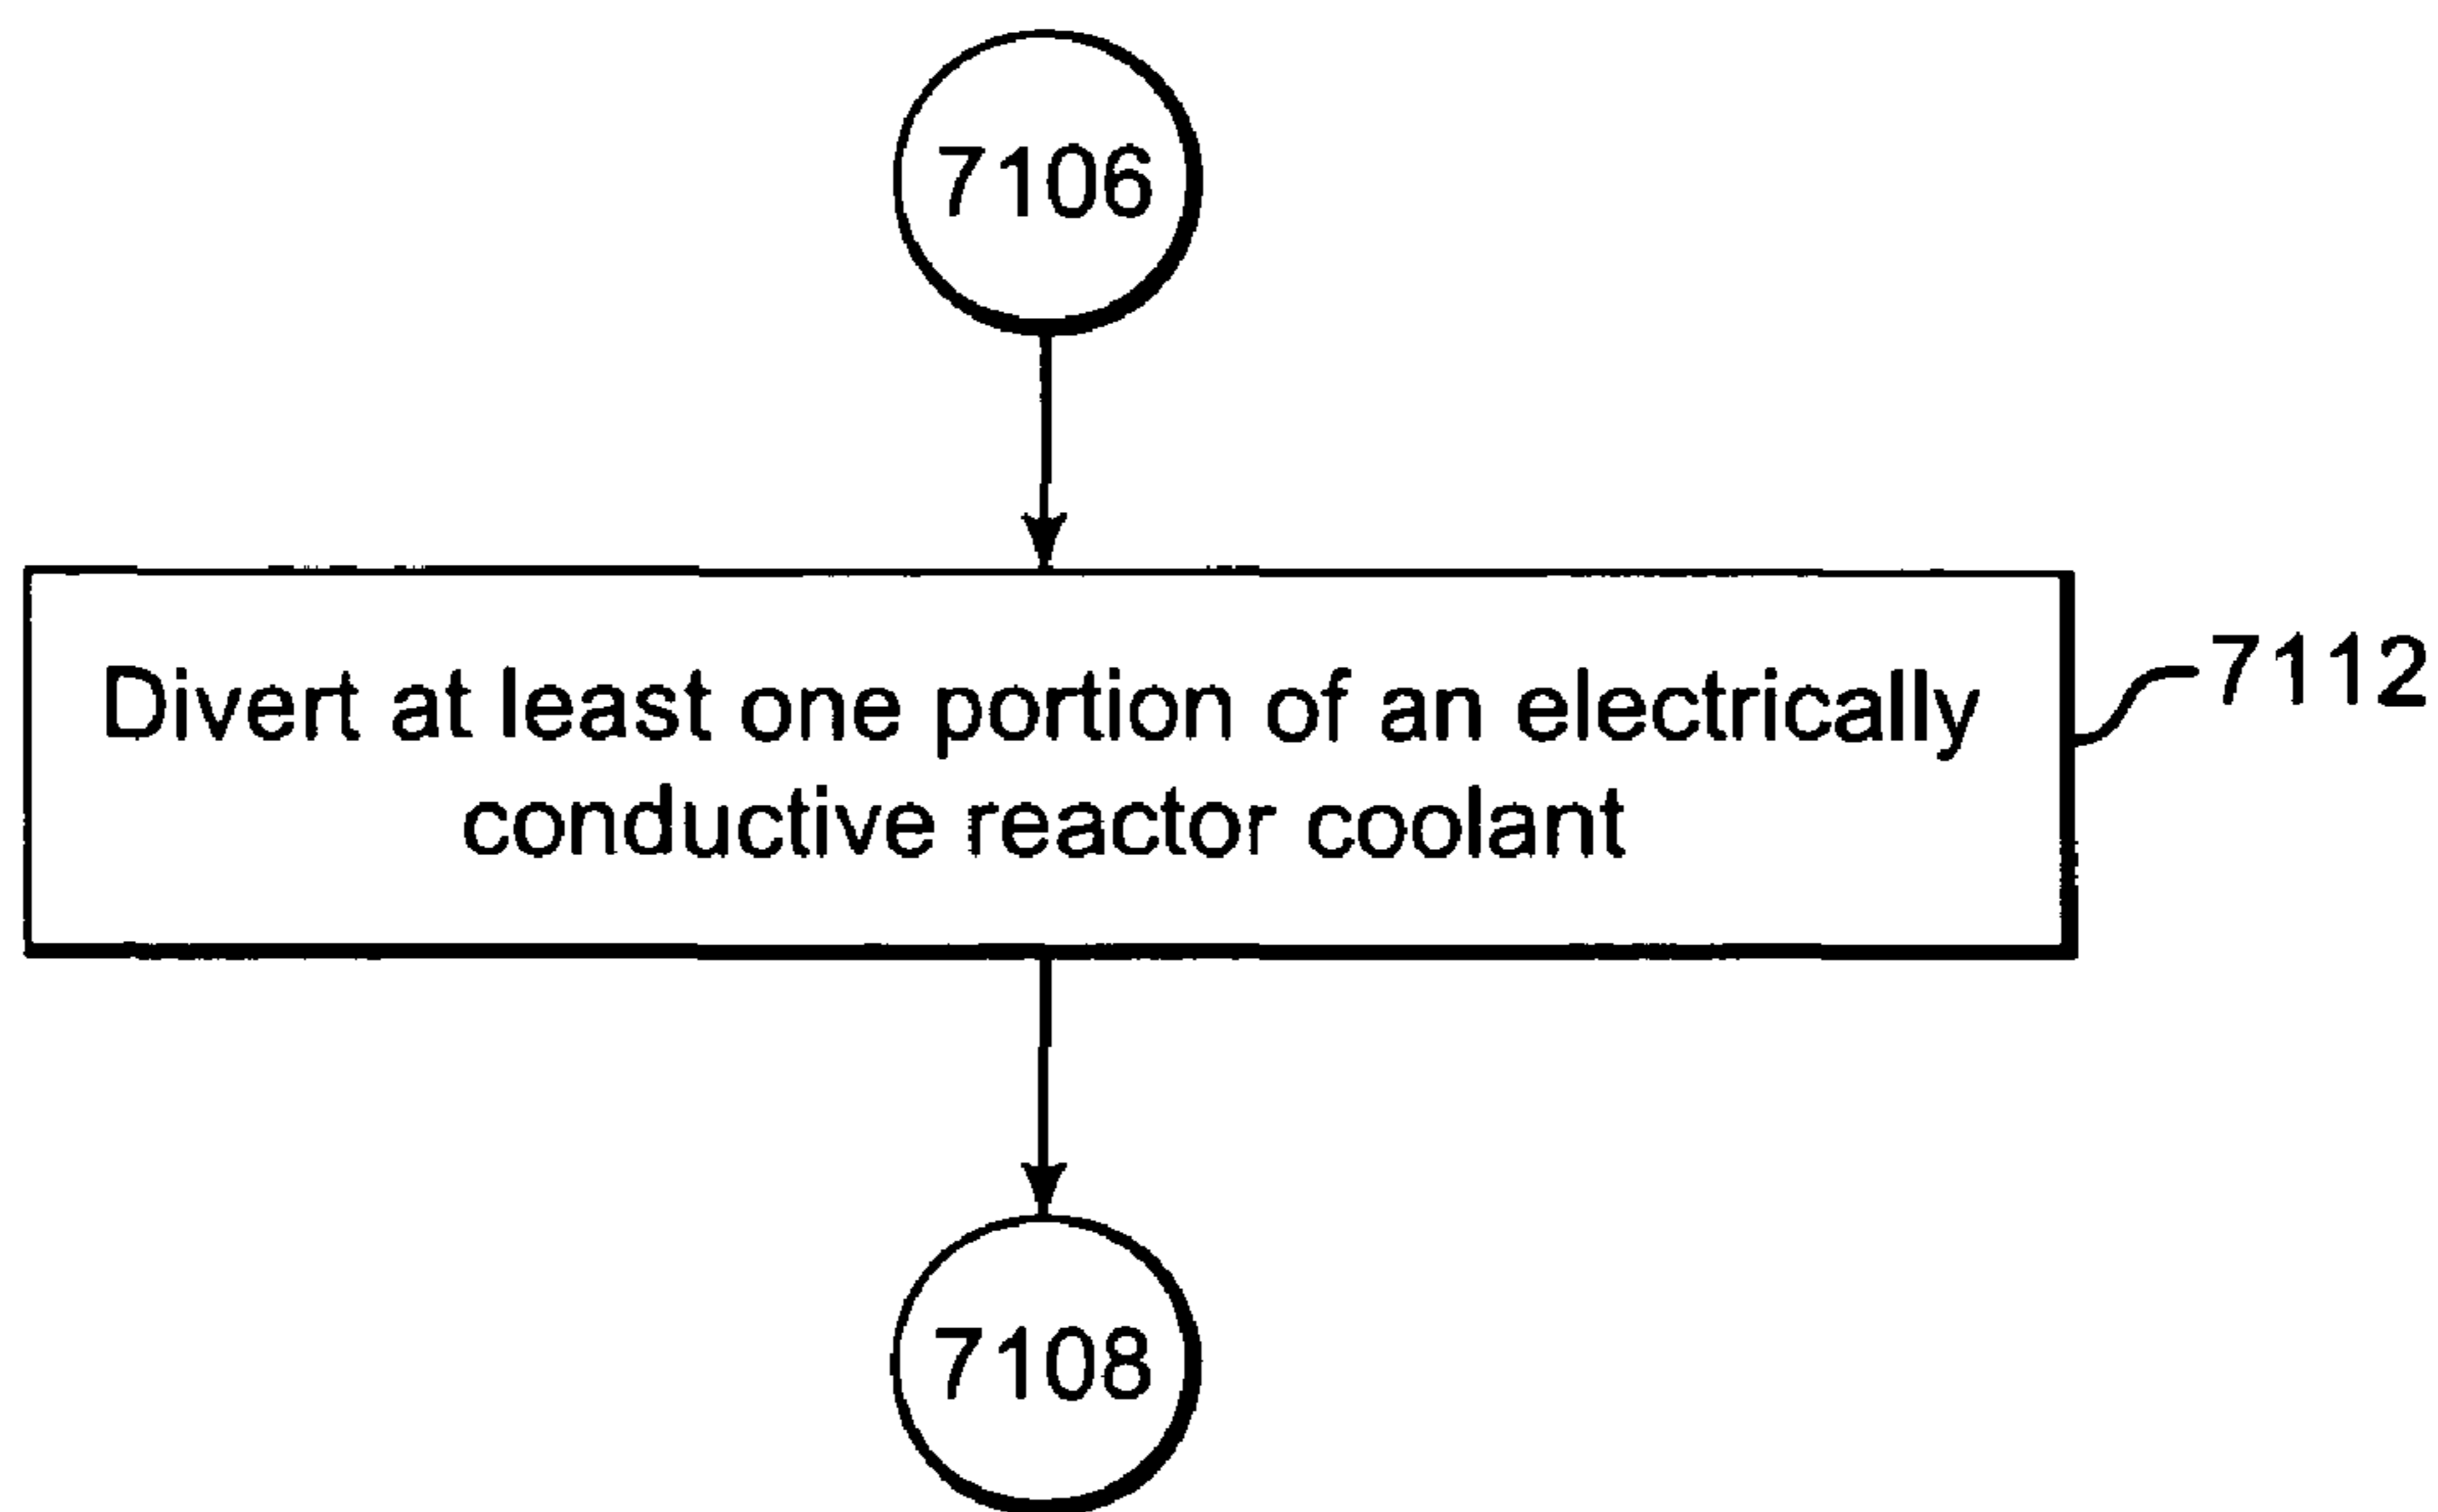 7106
Divert at least one portion of an electrically
7112
conductive reactor coolant
7108